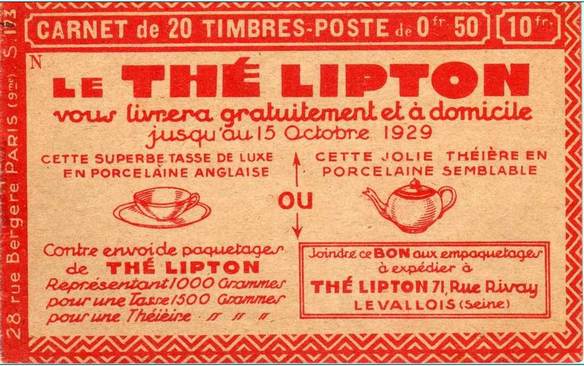 CARNET de 20 TIMBRES-POSTE de 0fr 50 10fr.
N
LE THÉ LIPTON
vous livrera gratuitement et à domicile
jusqu'au 15 Octobre 1929
CETTE SUPERBE TASSE DE LUXE
EN PORCELAINE ANGLAISE
OU
CETTE JOLIE THÉIÈRE EN
PORCELAINE SEMBLABLE
Contre envoi de paquetages
de THÉ LIPTON
Représentant 1000 Grammes
pour une Tasse 1500 Grammes
pour une Théière " " "
Joindre ce BON aux empaquetages
à expédier à
THÉ LIPTON 71, Rue Rivay
LEVALLOIS (Seine)
28 rue Bergère PARIS (9me) S. 173